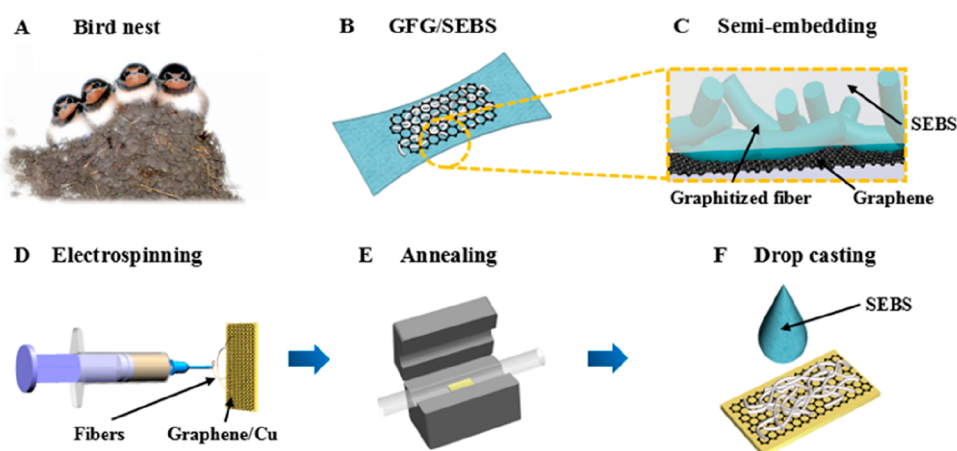 A Bird nest
B GFG/SEBS
C Semi-embedding
SEBS
Graphitized fiber
Graphene
D Electrospinning
E Annealing
F Drop casting
SEBS
Fibers
Graphene/Cu